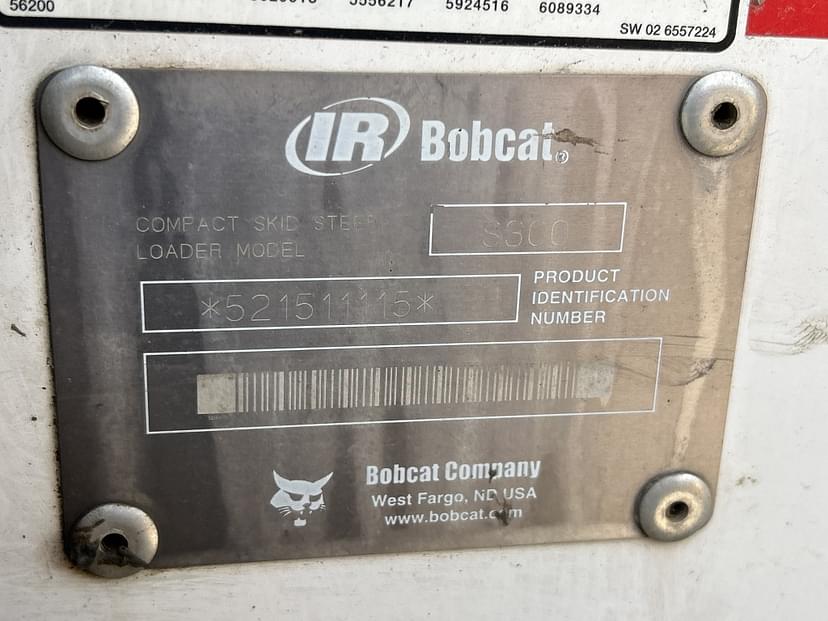 56200 5556217 5924516 6089334
SW 02 6557224
IR Bobcat®
COMPACT SKID STEER
LOADER MODEL
S300
*521511115*
PRODUCT
IDENTIFICATION
NUMBER
Bobcat Company
West Fargo, ND USA
www.bobcat.com